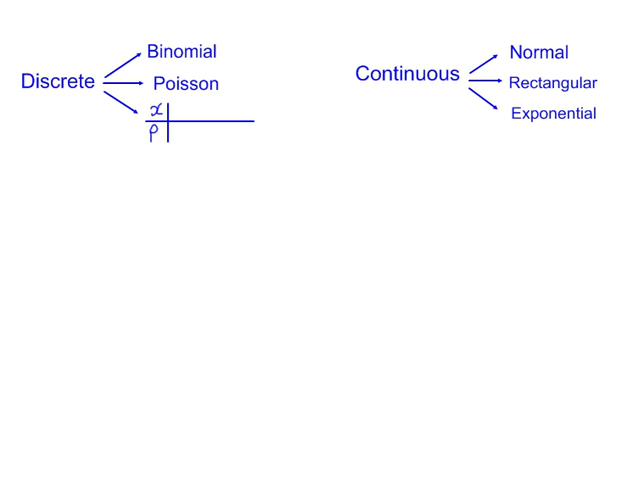 Discrete
Binomial
Poisson
x
p
Continuous
Normal
Rectangular
Exponential